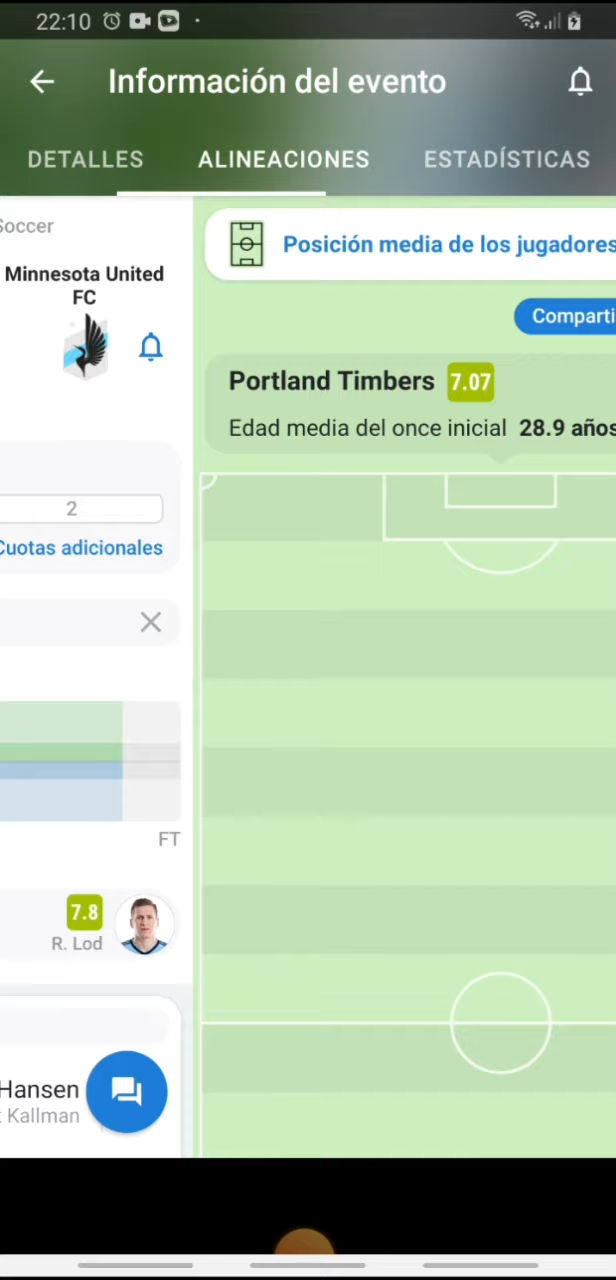 22:10
Información del evento
DETALLES ALINEACIONES ESTADÍSTICAS
Soccer
Minnesota United
FC
2
Cuotas adicionales
FT
7.8
R. Lod
Hansen
Kallman
Posición media de los jugadores
Comparti
Portland Timbers 7.07
Edad media del once inicial 28.9 años